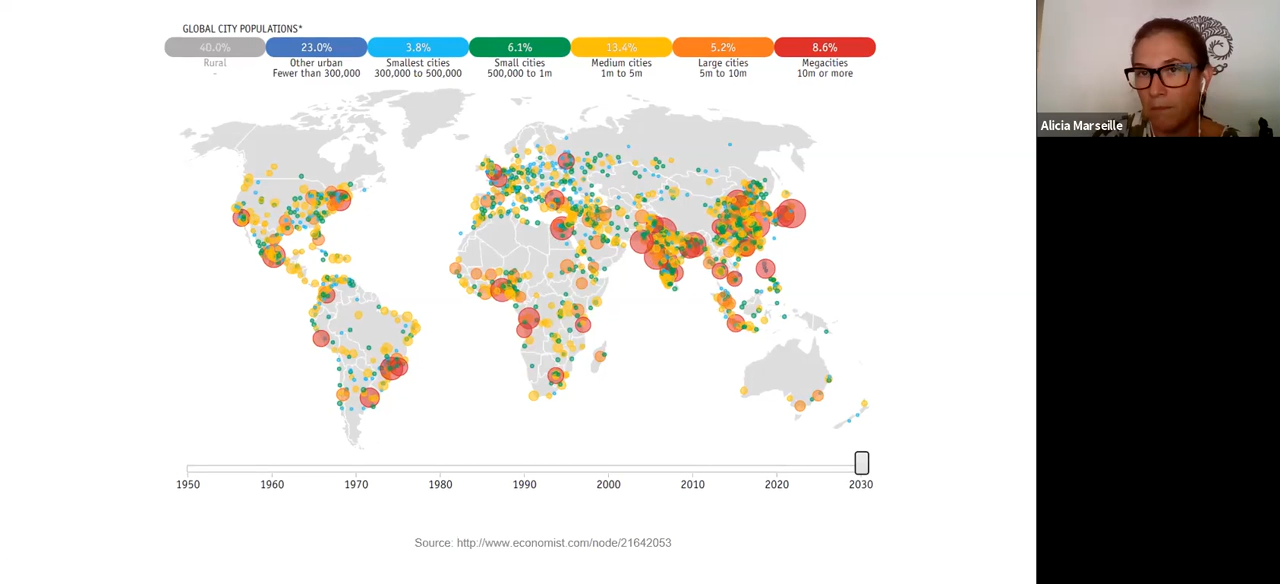 GLOBAL CITY POPULATIONS*
40.0% 23.0% 3.8% 6.1% 13.4% 5.2% 8.6%
Rural Other urban Smallest cities Small cities Medium cities Large cities Megacities
- Fewer than 300,000 300,000 to 500,000 500,000 to 1m 1m to 5m 5m to 10m 10m or more
Alicia Marseille
1950 1960 1970 1980 1990 2000 2010 2020 2030
Source: http://www.economist.com/node/21642053